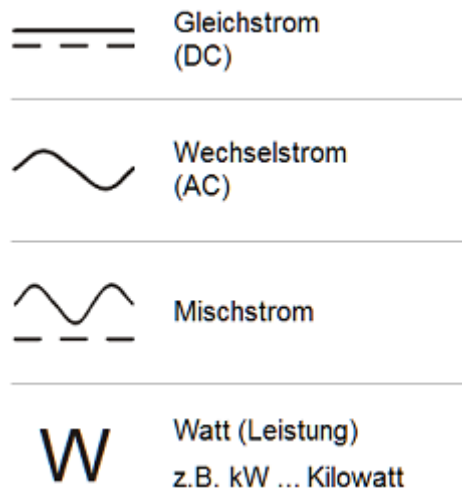 Gleichstrom
(DC)
Wechselstrom
(AC)
Mischstrom
W
Watt (Leistung)
z.B. kW ... Kilowatt